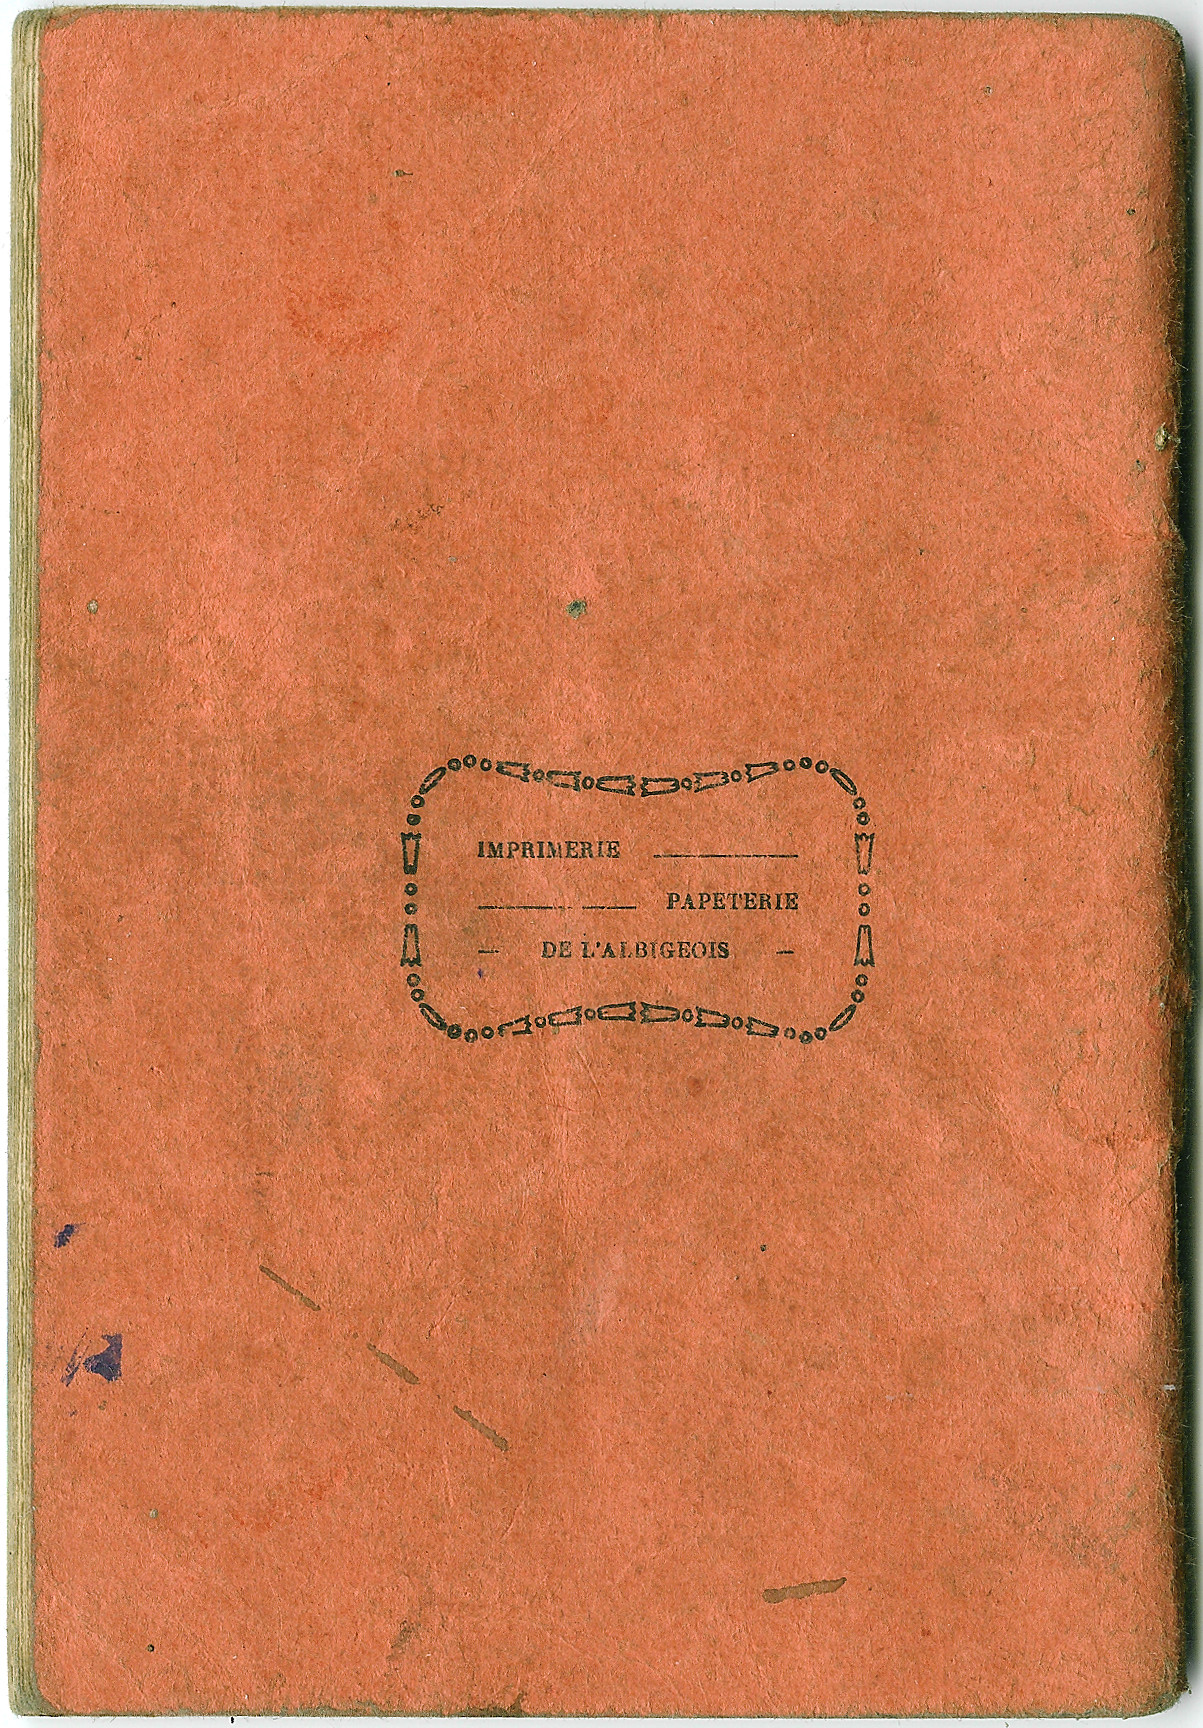 IMPRIMERIE
PAPETERIE
- DE L'ALBIGEOIS -